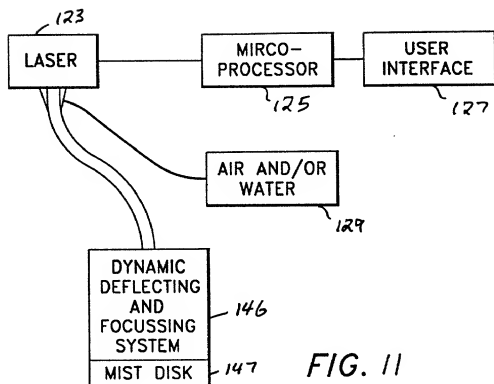 123
LASER
MIRCO-
PROCESSOR
125
USER
INTERFACE
127
AIR AND/OR
WATER
129
DYNAMIC
DEFLECTING
AND
FOCUSSING
SYSTEM
146
MIST DISK
147
FIG. 11